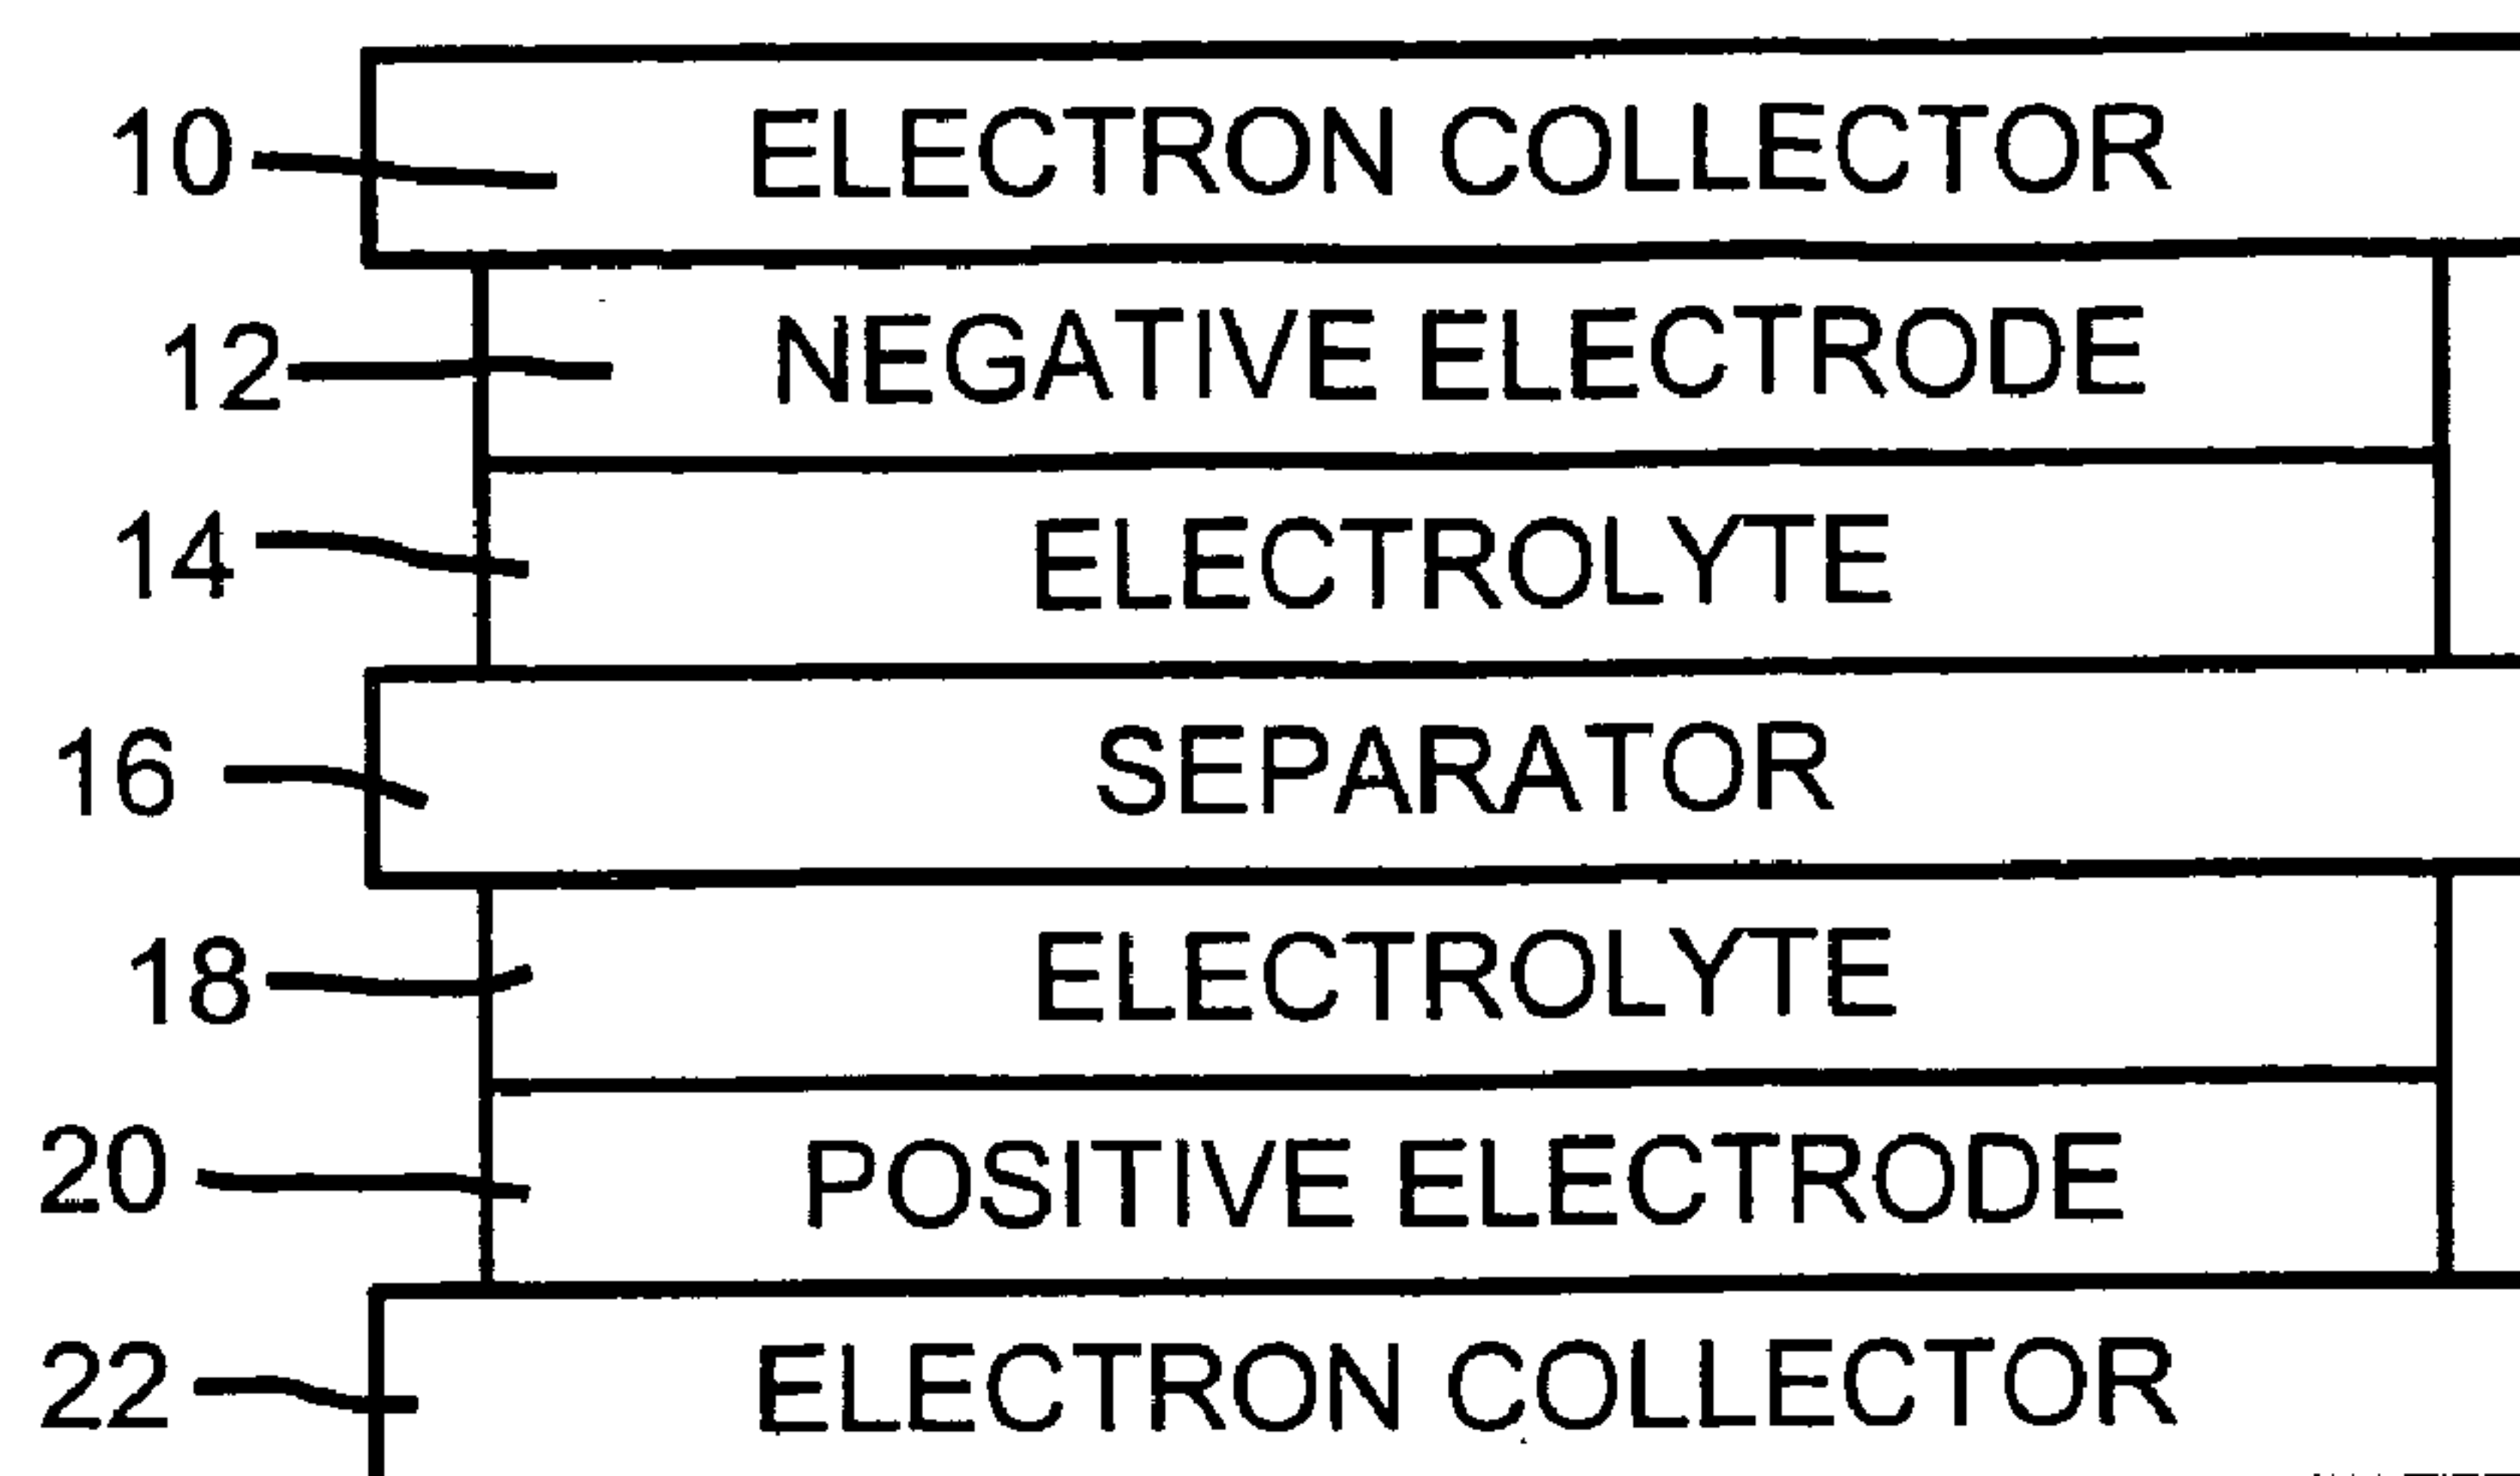 10 ELECTRON COLLECTOR
12 NEGATIVE ELECTRODE
14 ELECTROLYTE
16 SEPARATOR
18 ELECTROLYTE
20 POSITIVE ELECTRODE
22 ELECTRON COLLECTOR